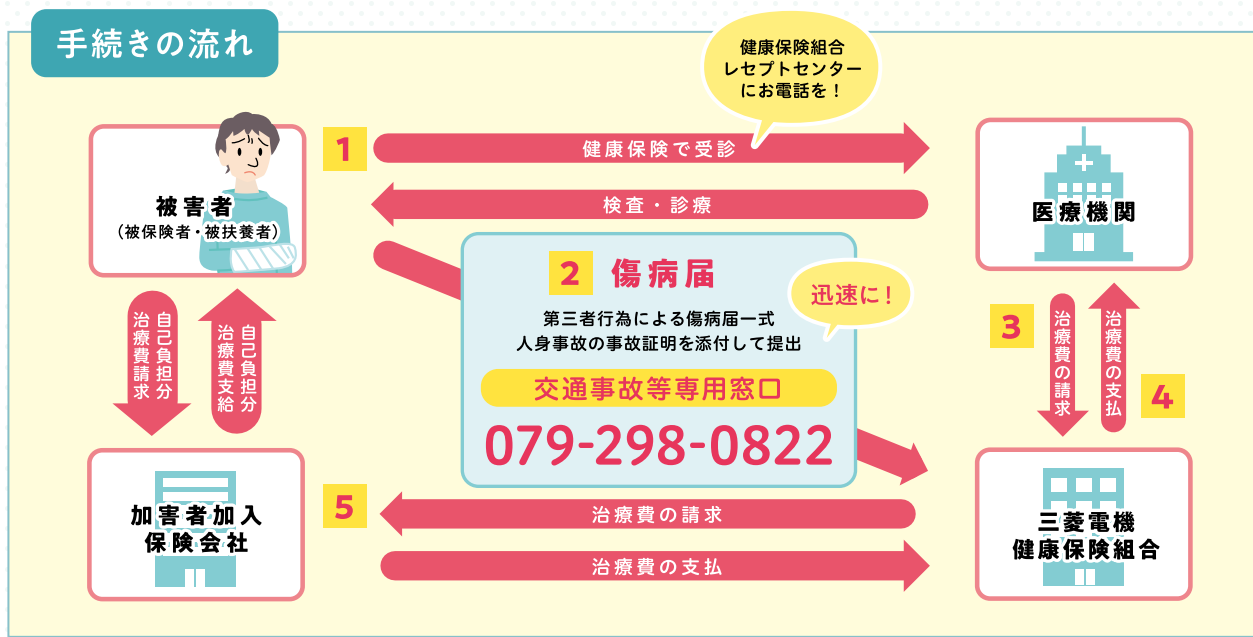 手続きの流れ
健康保険組合
レセプトセンター
にお電話を！
被害者
（被保険者・被扶養者）
1
健康保険で受診
検査・診療
医療機関
2 傷病届
迅速に！
第三者行為による傷病届一式
人身事故の事故証明を添付して提出
交通事故等専用窓口
079-298-0822
自己負担分
治療費請求
自己負担分
治療費支給
3
治療費の請求
治療費の支払
4
加害者加入
保険会社
5
治療費の請求
治療費の支払
三菱電機
健康保険組合